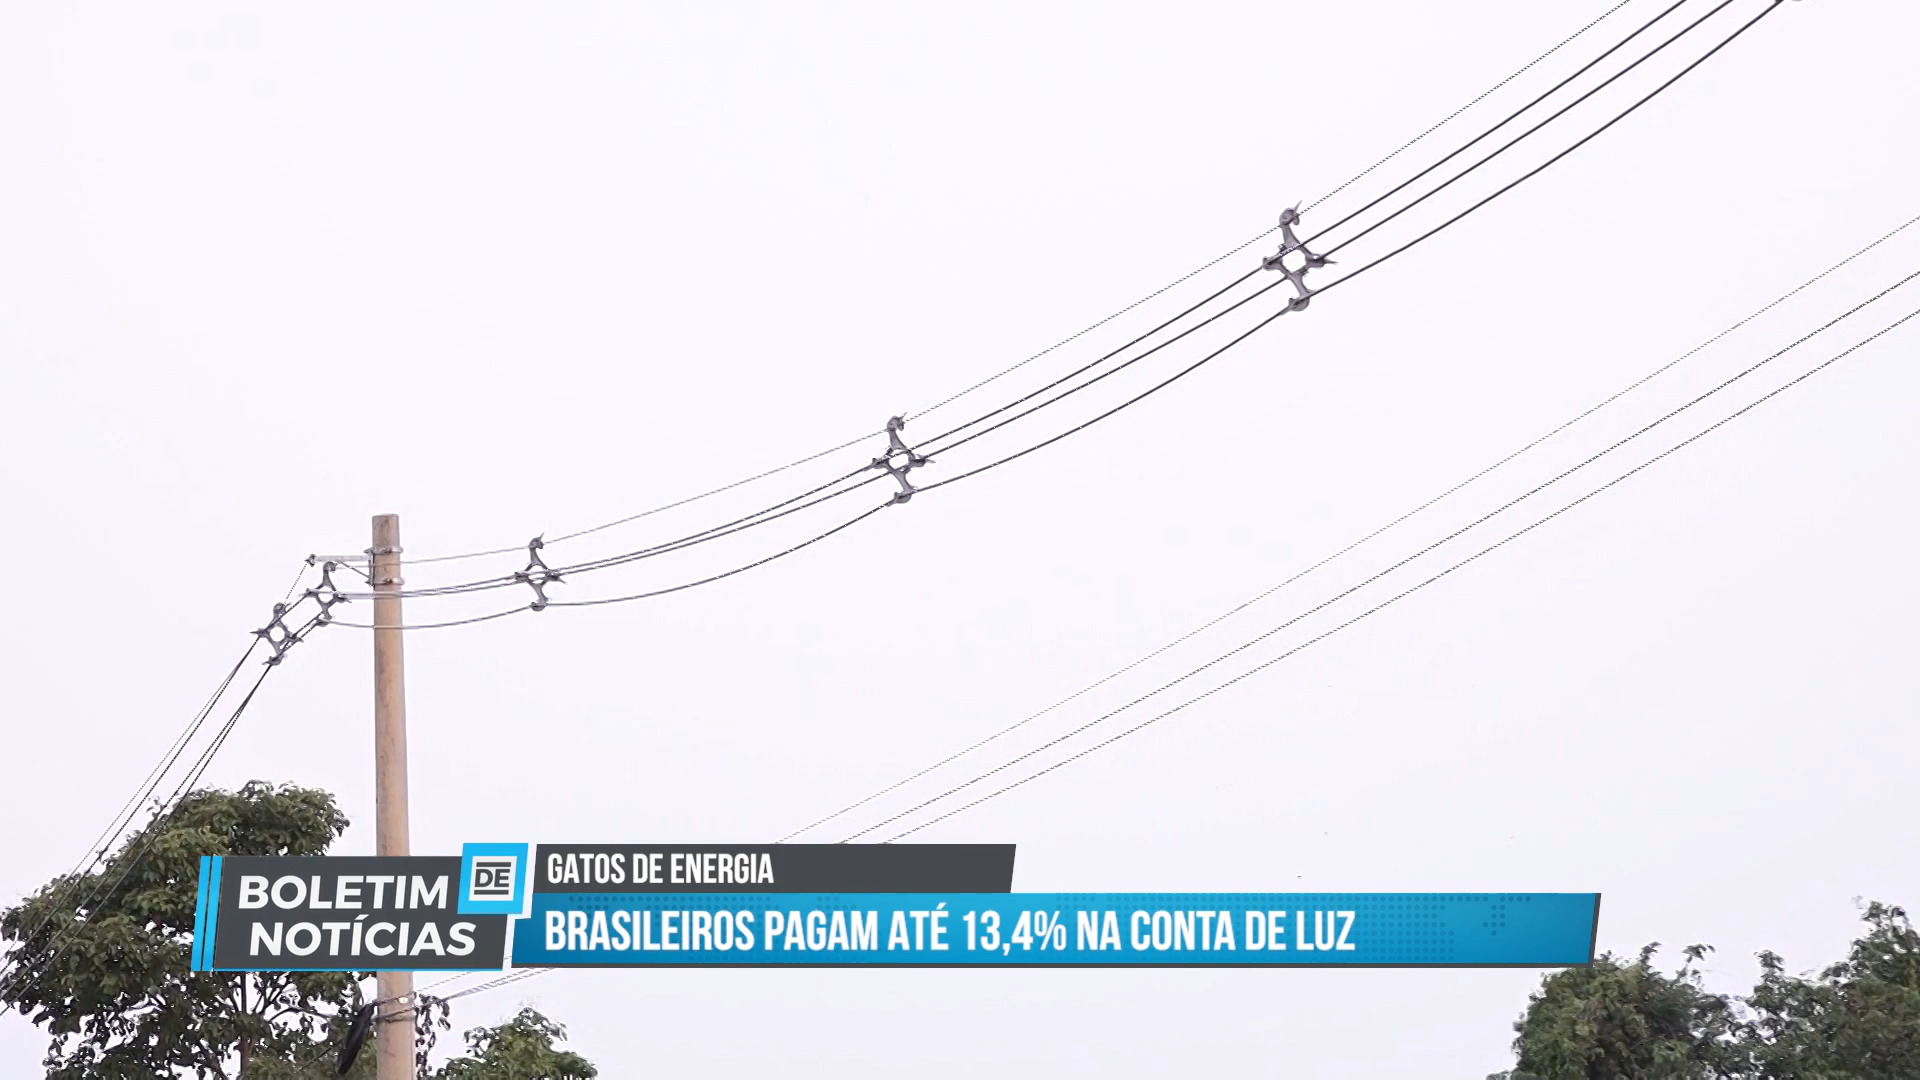 BOLETIM DE
NOTÍCIAS
GATOS DE ENERGIA
BRASILEIROS PAGAM ATÉ 13,4% NA CONTA DE LUZ